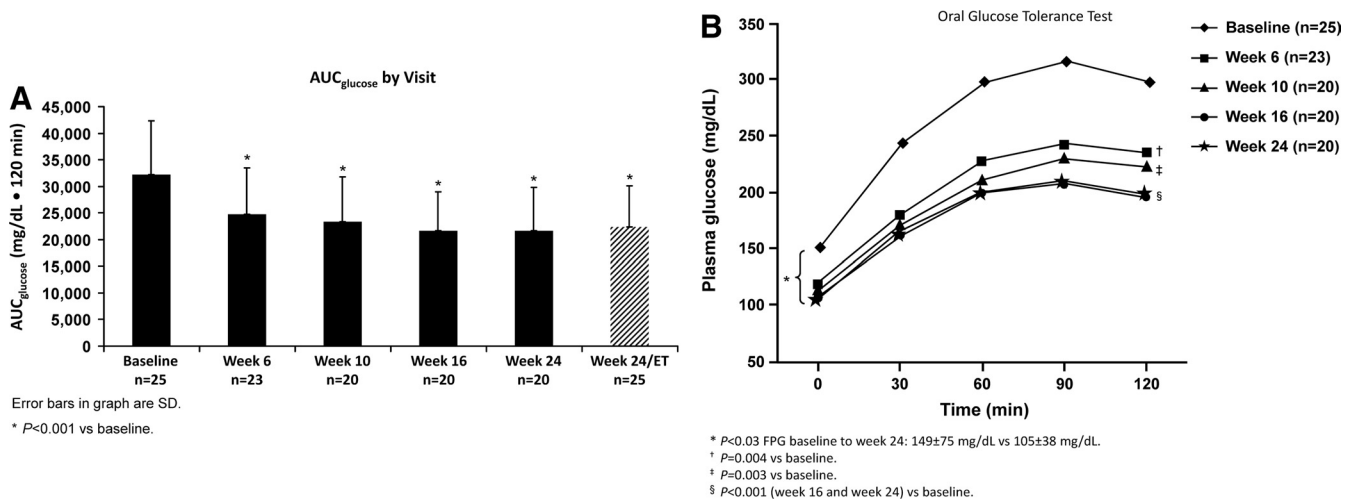 A
AUCglucose by Visit
AUCglucose (mg/dL • 120 min)
45,000
40,000
35,000
30,000
25,000
20,000
15,000
10,000
5,000
0
* * * * *
Baseline Week 6 Week 10 Week 16 Week 24 Week 24/ET
n=25 n=23 n=20 n=20 n=20 n=25
Error bars in graph are SD.
* P<0.001 vs baseline.
B
Oral Glucose Tolerance Test
Plasma glucose (mg/dL)
350
300
250
200
150
100
50
*
†
‡
§
0 30 60 90 120
Time (min)
Baseline (n=25)
Week 6 (n=23)
Week 10 (n=20)
Week 16 (n=20)
Week 24 (n=20)
* P<0.03 FPG baseline to week 24: 149±75 mg/dL vs 105±38 mg/dL.
† P=0.004 vs baseline.
‡ P=0.003 vs baseline.
§ P<0.001 (week 16 and week 24) vs baseline.